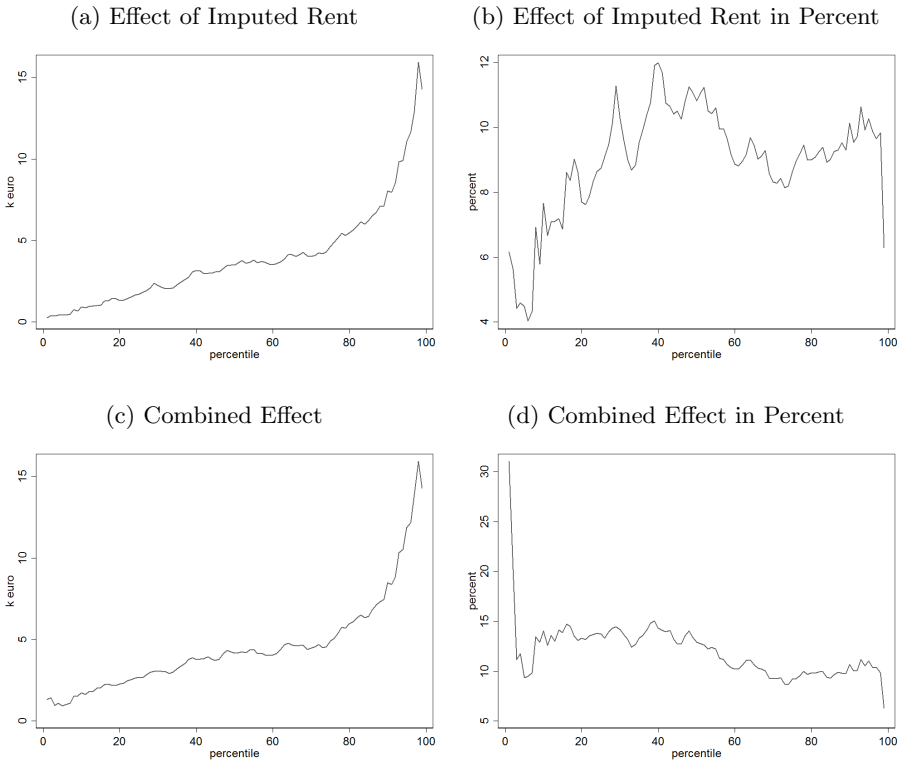 (a) Effect of Imputed Rent
15
10
5
0
k euro
0 20 40 60 80 100
percentile
(b) Effect of Imputed Rent in Percent
12
10
8
6
4
percent
0 20 40 60 80 100
percentile
(c) Combined Effect
15
10
5
0
k euro
0 20 40 60 80 100
percentile
(d) Combined Effect in Percent
30
25
20
15
10
5
percent
0 20 40 60 80 100
percentile